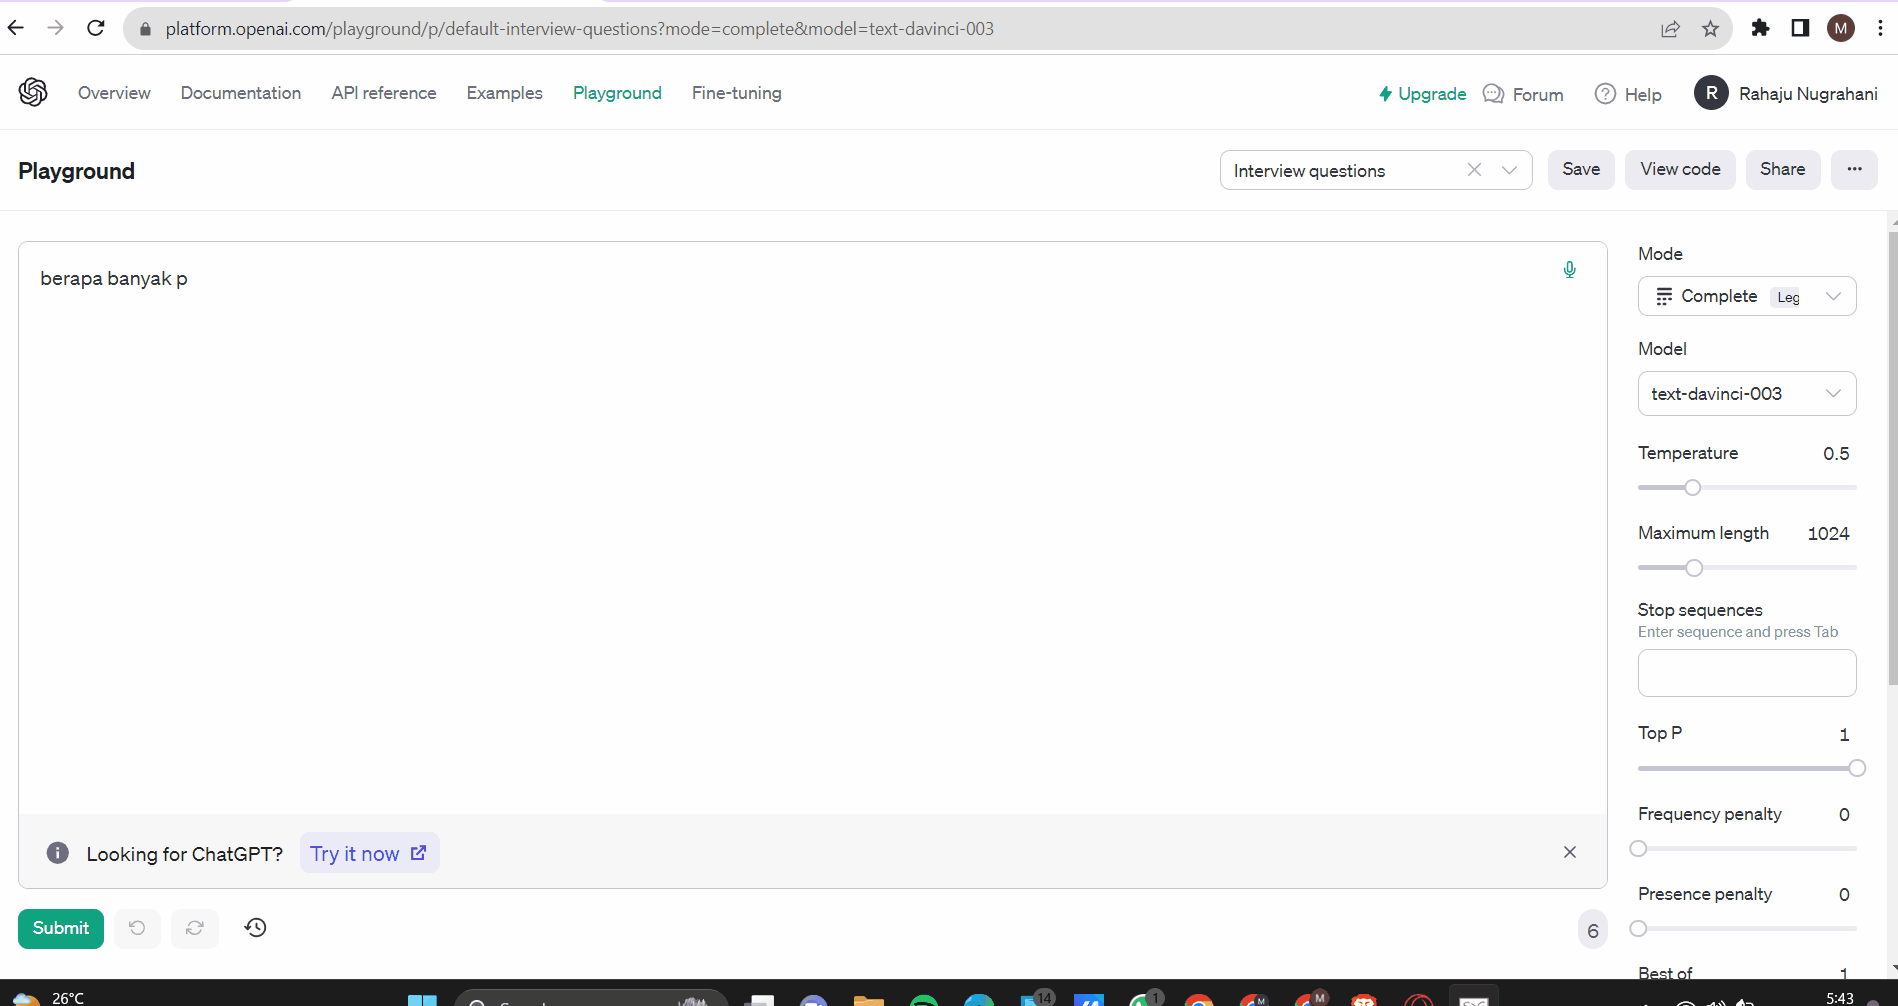 platform.openai.com/playground/p/default-interview-questions?mode=complete&model=text-davinci-003
M
Overview Documentation API reference Examples Playground Fine-tuning
Upgrade Forum Help R Rahaju Nugrahani
Playground
Interview questions Save View code Share
berapa banyak p
Mode
Complete Leg
Model
text-davinci-003
Temperature 0.5
Maximum length 1024
Stop sequences
Enter sequence and press Tab
Top P 1
Frequency penalty 0
Presence penalty 0
Best of 1
Looking for ChatGPT? Try it now
Submit
6
26°C
14
1
M
M
5:43